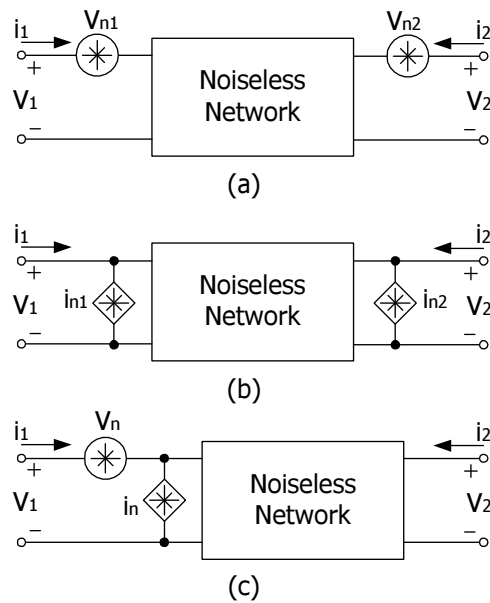 i1 Vn1 Vn2 i2
+ +
V1 Noiseless Network V2
− −
(a)
i1 i2
+ +
V1 in1 Noiseless Network in2 V2
− −
(b)
i1 Vn i2
+ +
V1 in Noiseless Network V2
− −
(c)